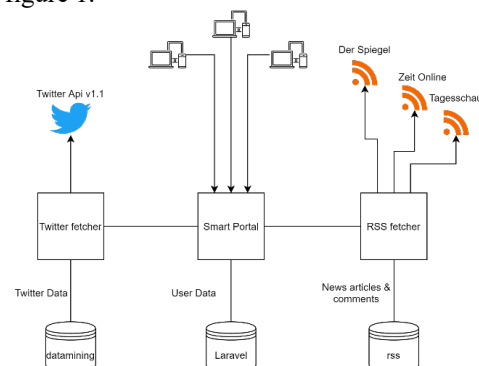 igure 1.
Der Spiegel
Zeit Online
Twitter Api v1.1
Tagesschau
Twitter fetcher
Smart Portal
RSS fetcher
Twitter Data
User Data
News articles &
comments
datamining
Laravel
rss